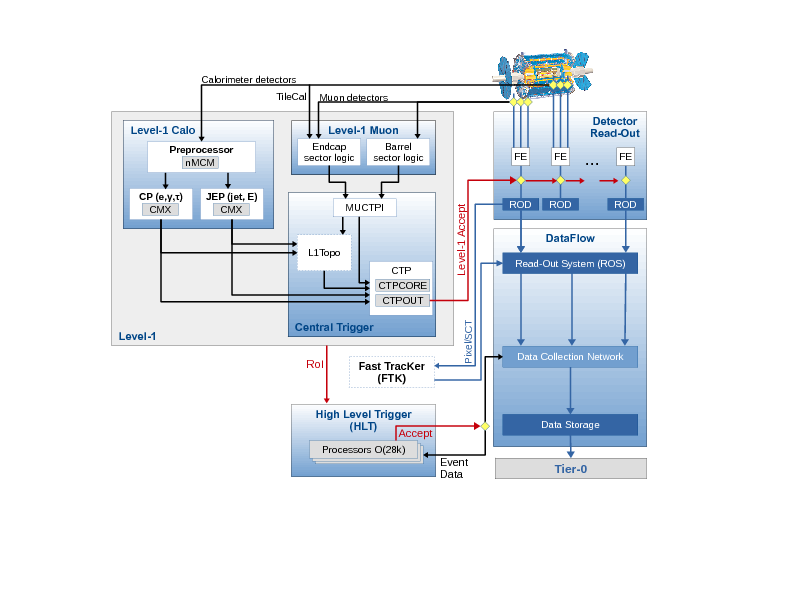 Calorimeter detectors
TileCal
Muon detectors
Level-1 Calo
Preprocessor
nMCM
CP (e,γ,τ)
CMX
JEP (jet, E)
CMX
Level-1 Muon
Endcap
sector logic
Barrel
sector logic
MUCTPI
L1Topo
CTP
CTPCORE
CTPOUT
Central Trigger
Level-1
Level-1 Accept
Detector
Read-Out
FE
FE
...
FE
ROD
ROD
ROD
DataFlow
Read-Out System (ROS)
Data Collection Network
Data Storage
Tier-0
Pixel/SCT
RoI
Fast TracKer
(FTK)
High Level Trigger
(HLT)
Accept
Processors O(28k)
Event
Data